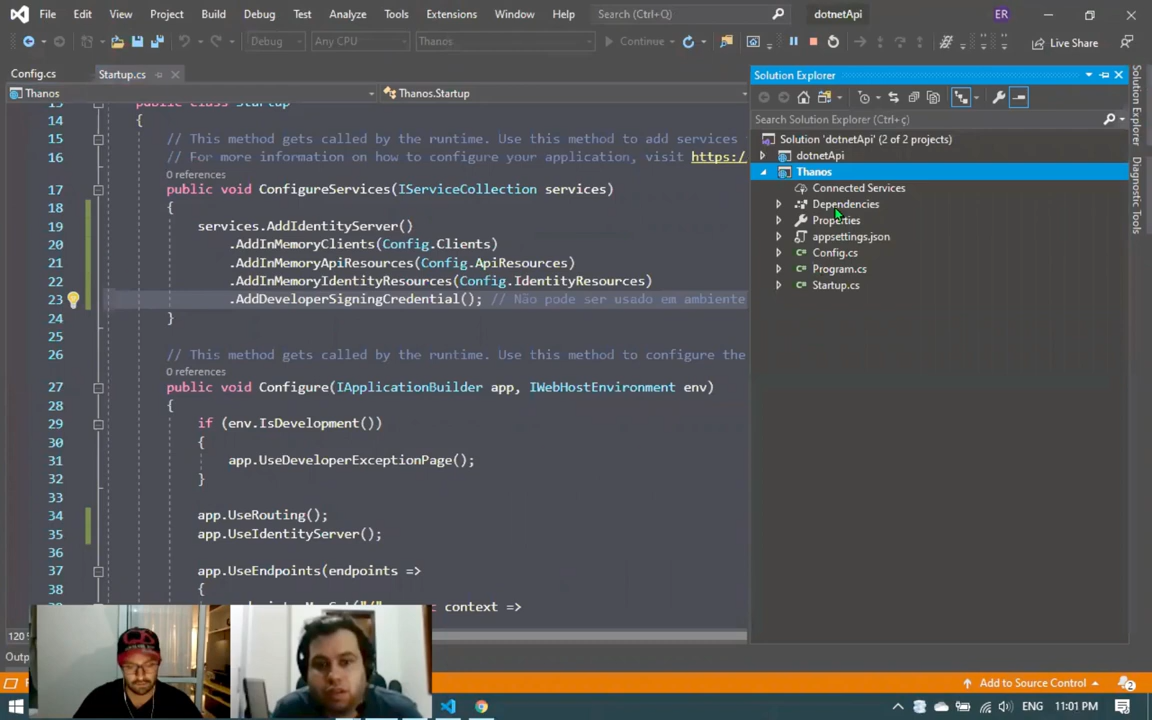 File Edit View Project Build Debug Test Analyze Tools Extensions Window Help Search (Ctrl+Q) dotnetApi ER
Debug Any CPU Thanos Continue Live Share
Config.cs Startup.cs
Thanos Thanos.Startup
14 {
15 // This method gets called by the runtime. Use this method to add services
16 // For more information on how to configure your application, visit https:/
0 references
17 public void ConfigureServices(IServiceCollection services)
18 {
19 services.AddIdentityServer()
20 .AddInMemoryClients(Config.Clients)
21 .AddInMemoryApiResources(Config.ApiResources)
22 .AddInMemoryIdentityResources(Config.IdentityResources)
23 .AddDeveloperSigningCredential(); // Não pode ser usado em ambiente
24 }
25
26 // This method gets called by the runtime. Use this method to configure the
0 references
27 public void Configure(IApplicationBuilder app, IWebHostEnvironment env)
28 {
29 if (env.IsDevelopment())
30 {
31 app.UseDeveloperExceptionPage();
32 }
33
34 app.UseRouting();
35 app.UseIdentityServer();
36
37 app.UseEndpoints(endpoints =>
38 {
context =>
120
Solution Explorer
Search Solution Explorer (Ctrl+ç)
Solution 'dotnetApi' (2 of 2 projects)
dotnetApi
Thanos
Connected Services
Dependencies
Properties
appsettings.json
Config.cs
Program.cs
Startup.cs
Solution Explorer
Diagnostic Tools
Outp
Add to Source Control 2
ENG 11:01 PM 2